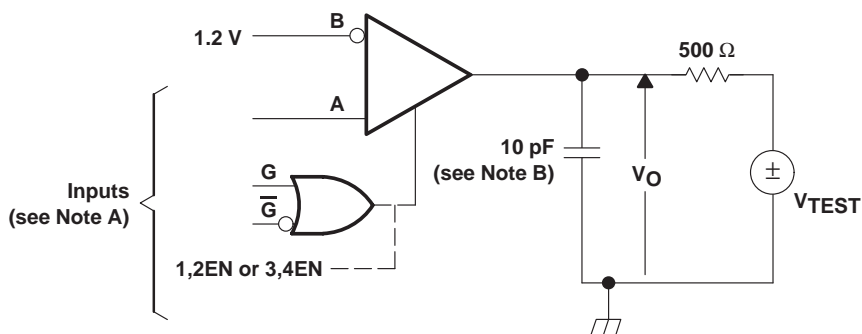 B
1.2 V
500 Ω
A
10 pF
(see Note B)
VO
±
VTEST
Inputs
(see Note A)
G
G̅
1,2EN or 3,4EN